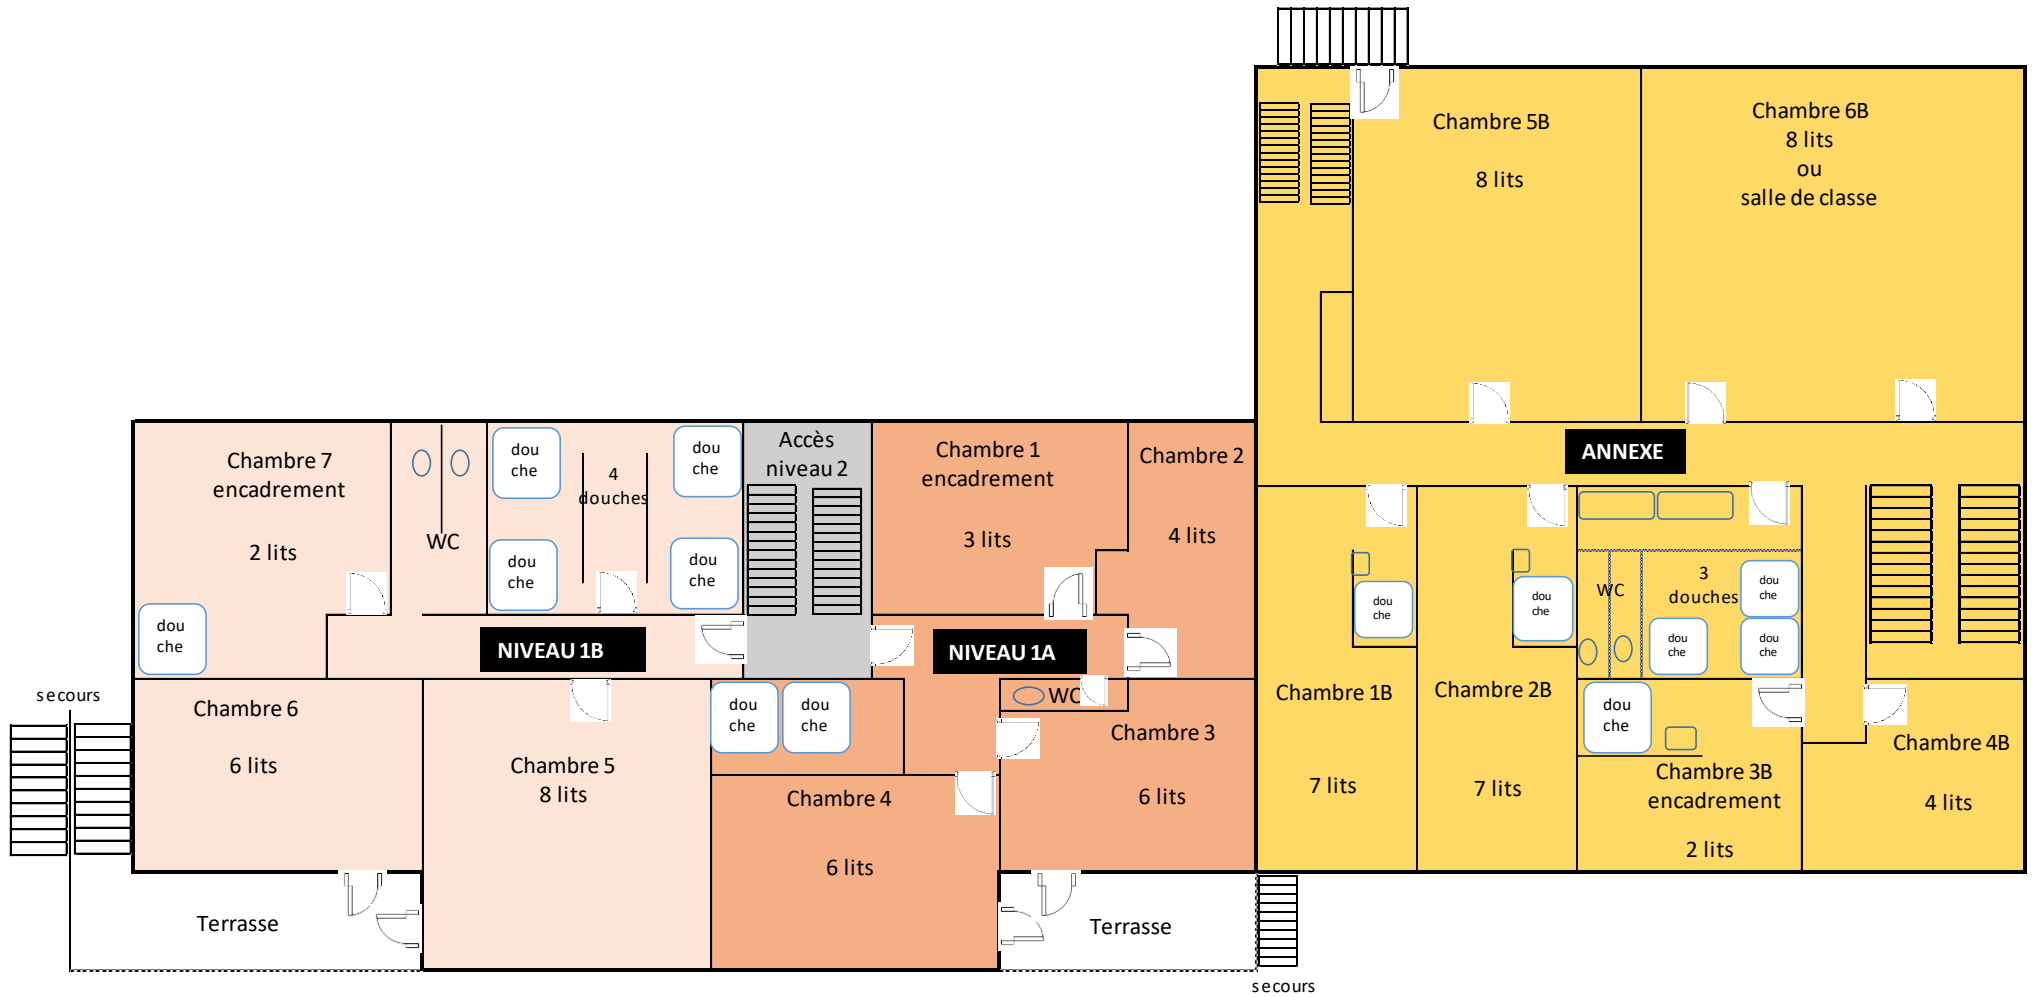 Chambre 5B
8 lits
Chambre 6B
8 lits
ou
salle de classe
ANNEXE
Chambre 7
encadrement
2 lits
dou
che
WC
dou
che
dou
che
4
douches
dou
che
dou
che
Accès
niveau 2
Chambre 1
encadrement
3 lits
Chambre 2
4 lits
NIVEAU 1B
NIVEAU 1A
WC
dou
che
dou
che
WC
3
douches
dou
che
dou
che
dou
che
secours
Chambre 6
6 lits
Chambre 5
8 lits
dou
che
dou
che
Chambre 4
6 lits
Chambre 3
6 lits
Chambre 1B
7 lits
Chambre 2B
7 lits
dou
che
Chambre 3B
encadrement
2 lits
Chambre 4B
4 lits
Terrasse
Terrasse
secours